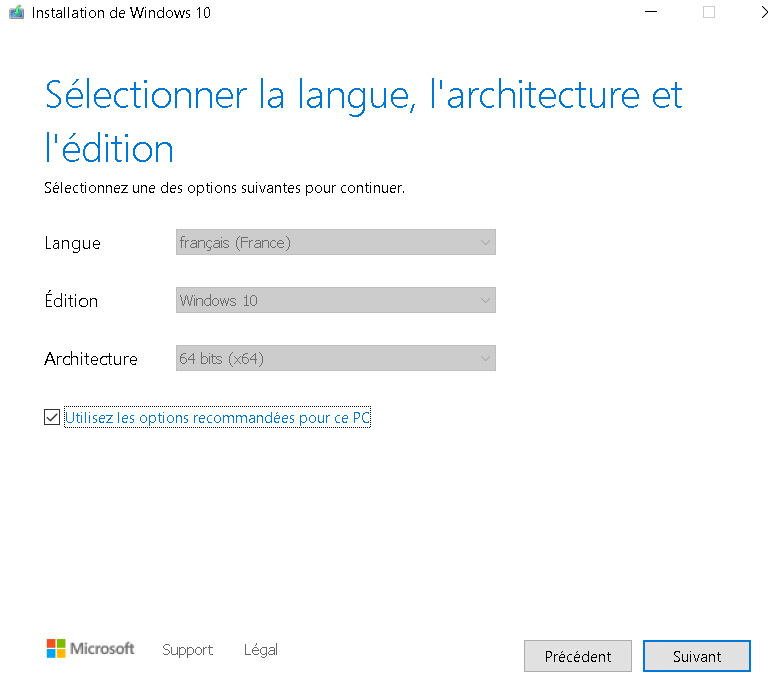 Installation de Windows 10
Sélectionner la langue, l'architecture et
l'édition
Sélectionnez une des options suivantes pour continuer.
Langue français (France)
Édition Windows 10
Architecture 64 bits (x64)
Utilisez les options recommandées pour ce PC
Microsoft Support Légal Précédent Suivant